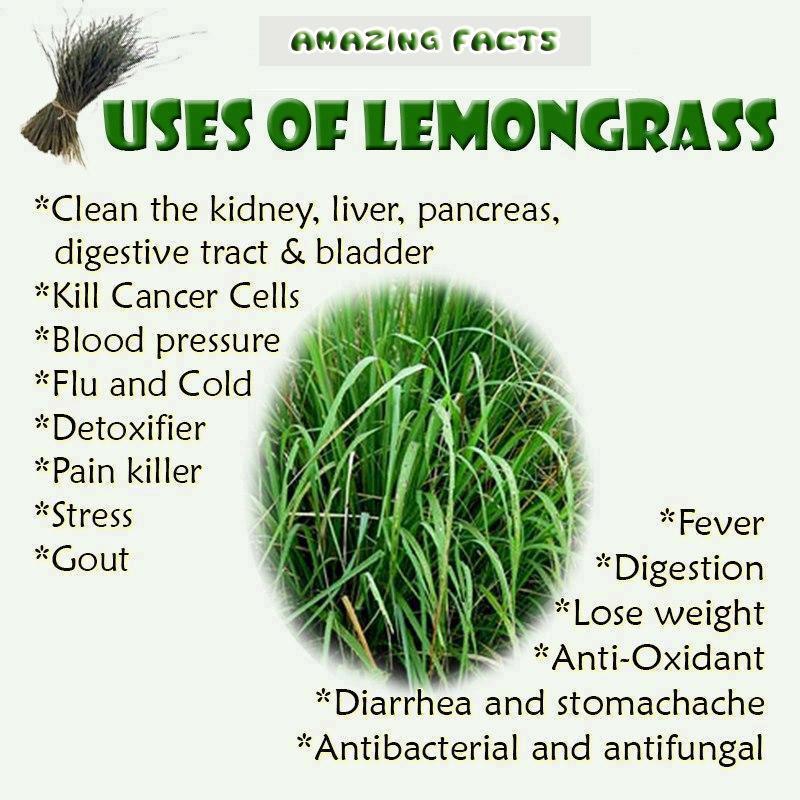 AMAZING FACTS
USES OF LEMONGRASS
*Clean the kidney, liver, pancreas,
digestive tract & bladder
*Kill Cancer Cells
*Blood pressure
*Flu and Cold
*Detoxifier
*Pain killer
*Stress
*Gout
*Fever
*Digestion
*Lose weight
*Anti-Oxidant
*Diarrhea and stomachache
*Antibacterial and antifungal